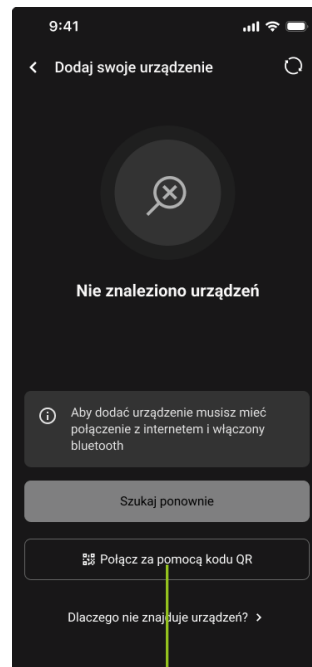 9:41
Dodaj swoje urządzenie
Nie znaleziono urządzeń
Aby dodać urządzenie musisz mieć
połączenie z internetem i włączony
bluetooth
Szukaj ponownie
Połącz za pomocą kodu QR
Dlaczego nie znajduje urządzeń?